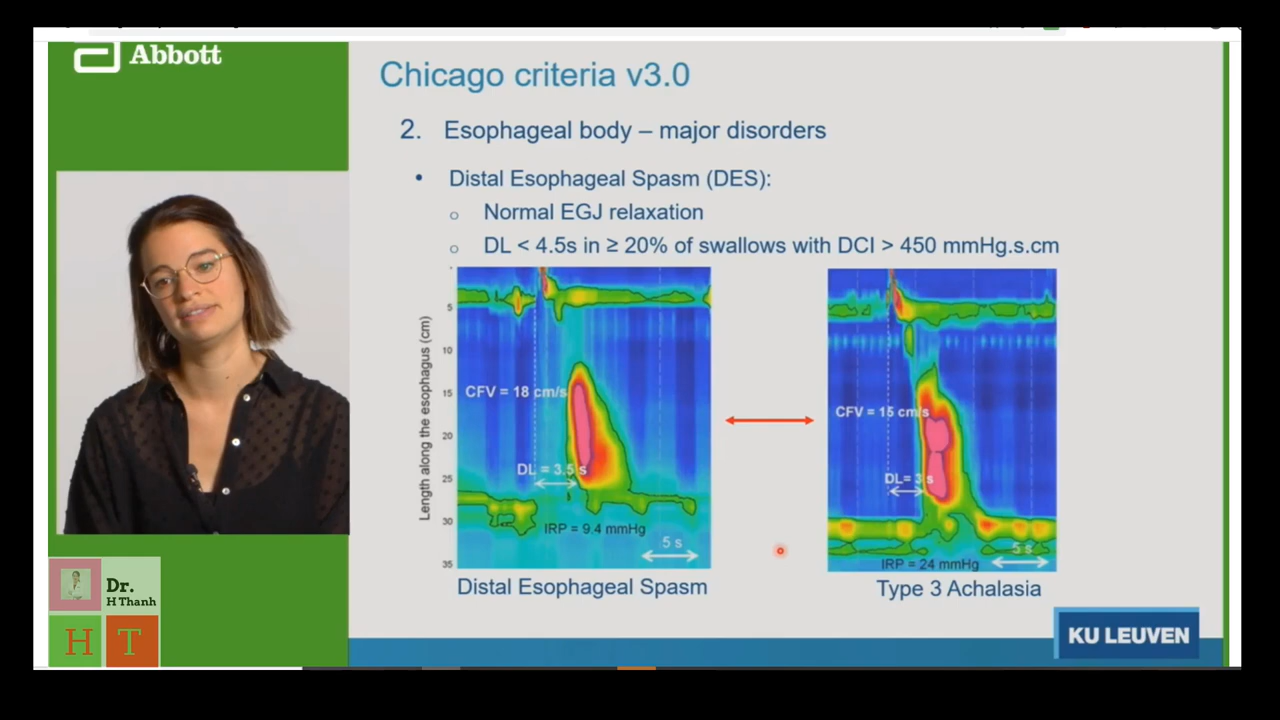 Abbott
Chicago criteria v3.0
2. Esophageal body – major disorders
• Distal Esophageal Spasm (DES):
o Normal EGJ relaxation
o DL < 4.5s in ≥ 20% of swallows with DCI > 450 mmHg.s.cm
Length along the esophagus (cm)
5
10
15
20
25
30
35
CFV = 18 cm/s
DL = 3.5 s
IRP = 9.4 mmHg
5 s
Distal Esophageal Spasm
CFV = 15 cm/s
DL= 3 s
IRP = 24 mmHg
5 s
Type 3 Achalasia
Dr.
H Thanh
H T
KU LEUVEN